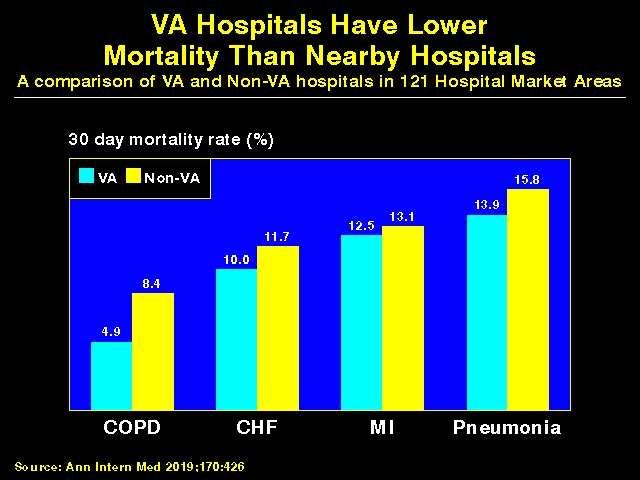 VA Hospitals Have Lower
Mortality Than Nearby Hospitals
A comparison of VA and Non-VA hospitals in 121 Hospital Market Areas
30 day mortality rate (%)
VA Non-VA
4.9 8.4 10.0 11.7 12.5 13.1 13.9 15.8
COPD CHF MI Pneumonia
Source: Ann Intern Med 2019;170:426